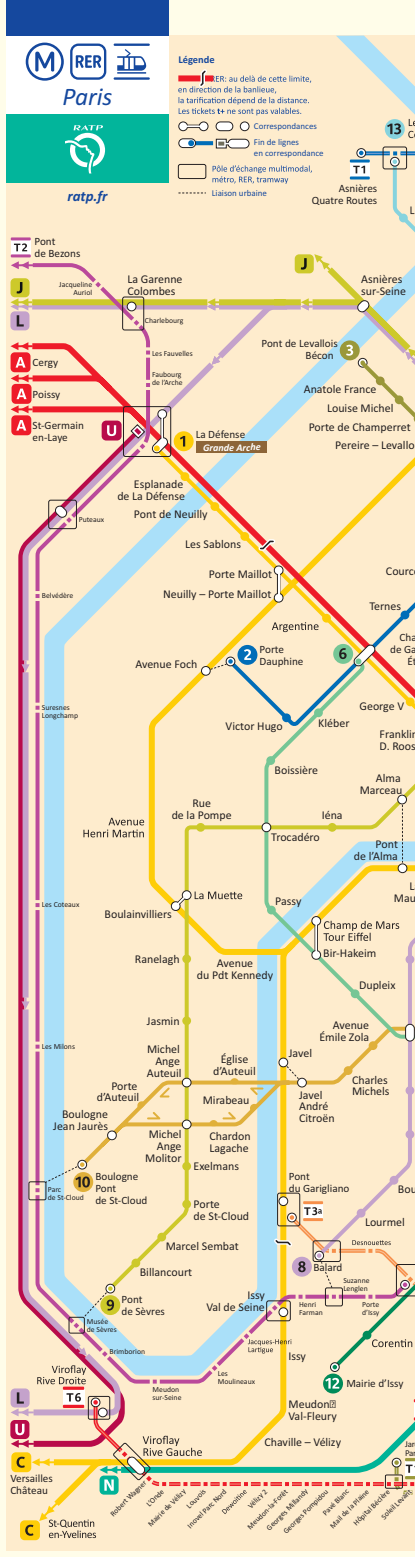 M RER
Paris
RATP
ratp.fr
Légende
RER: au delà de cette limite,
en direction de la banlieue,
la tarification dépend de la distance.
Les tickets t+ ne sont pas valables.
Correspondances
Fin de lignes
en correspondance
Pôle d'échange multimodal,
métro, RER, tramway
Liaison urbaine
13
T1
Asnières
Quatre Routes
T2 Pont
de Bezons
J
L
Jacqueline
Auriol
La Garenne
Colombes
Charlebourg
J
Asnières
sur-Seine
A Cergy
A Poissy
A St-Germain
en-Laye
Les Fauvelles
Faubourg
de l'Arche
Pont de Levallois
Bécon
3
Anatole France
Louise Michel
Porte de Champerret
Pereire – Levallo
U
1 La Défense
Grande Arche
Esplanade
de La Défense
Pont de Neuilly
Puteaux
Les Sablons
Porte Maillot
Neuilly – Porte Maillot
Courc
Belvédère
Argentine
Ternes
Avenue Foch
2 Porte
Dauphine
6
Cha
de Ga
Ét
Suresnes
Longchamp
Victor Hugo
Kléber
George V
Franklin
D. Roos
Boissière
Alma
Marceau
Rue
de la Pompe
Iéna
Avenue
Henri Martin
Trocadéro
Pont
de l'Alma
La Muette
Boulainvilliers
Passy
L
Mau
Les Coteaux
Champ de Mars
Tour Eiffel
Bir-Hakeim
Ranelagh
Avenue
du Pdt Kennedy
Dupleix
Jasmin
Avenue
Émile Zola
Les Milons
Michel
Ange
Auteuil
Église
d'Auteuil
Javel
Porte
d'Auteuil
Mirabeau
Javel
André
Citroën
Charles
Michels
Boulogne
Jean Jaurès
Michel
Ange
Molitor
Chardon
Lagache
Exelmans
Parc
de St-Cloud
10 Boulogne
Pont
de St-Cloud
Pont
du Garigliano
T3a
Bou
Porte
de St-Cloud
Lourmel
Marcel Sembat
Desnouettes
8 Balard
Billancourt
Suzanne
Lenglen
9 Pont
de Sèvres
Issy
Val de Seine
Henri
Farman
Porte
d'Issy
Musée
de Sèvres
Brimborion
Jacques-Henri
Lartigue
Corentin
Issy
Viroflay
Rive Droite
T6
Meudon
sur-Seine
Les
Moulineaux
12 Mairie d'Issy
L
U
Meudon
Val-Fleury
Viroflay
Rive Gauche
Chaville – Vélizy
C
Versailles
Château
N
C St-Quentin
en-Yvelines
Robert Wagner
L'Onde
Mairie de Vélizy
Louvois
Inovel Parc Nord
Dewoitine
Vélizy 2
Meudon-la-Forêt
Georges Millandy
Georges Pompidou
Pavé Blanc
Mail de la Plaine
Hôpital Béclère
Soleil Levant